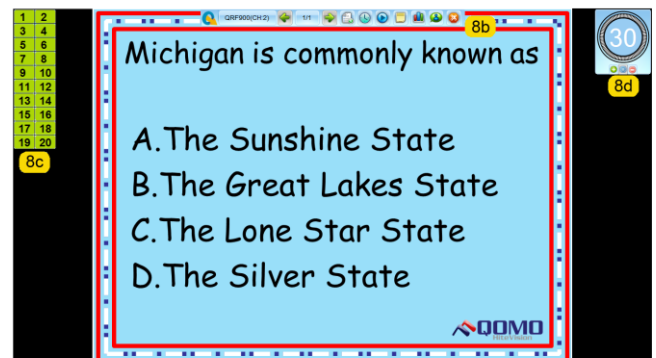 1 2
3 4
5 6
7 8
9 10
11 12
13 14
15 16
17 18
19 20
8c
QRF900(CH:2)
1/1
8b
30
8d
Michigan is commonly known as
A.The Sunshine State
B.The Great Lakes State
C.The Lone Star State
D.The Silver State
QOMO
HiteVision